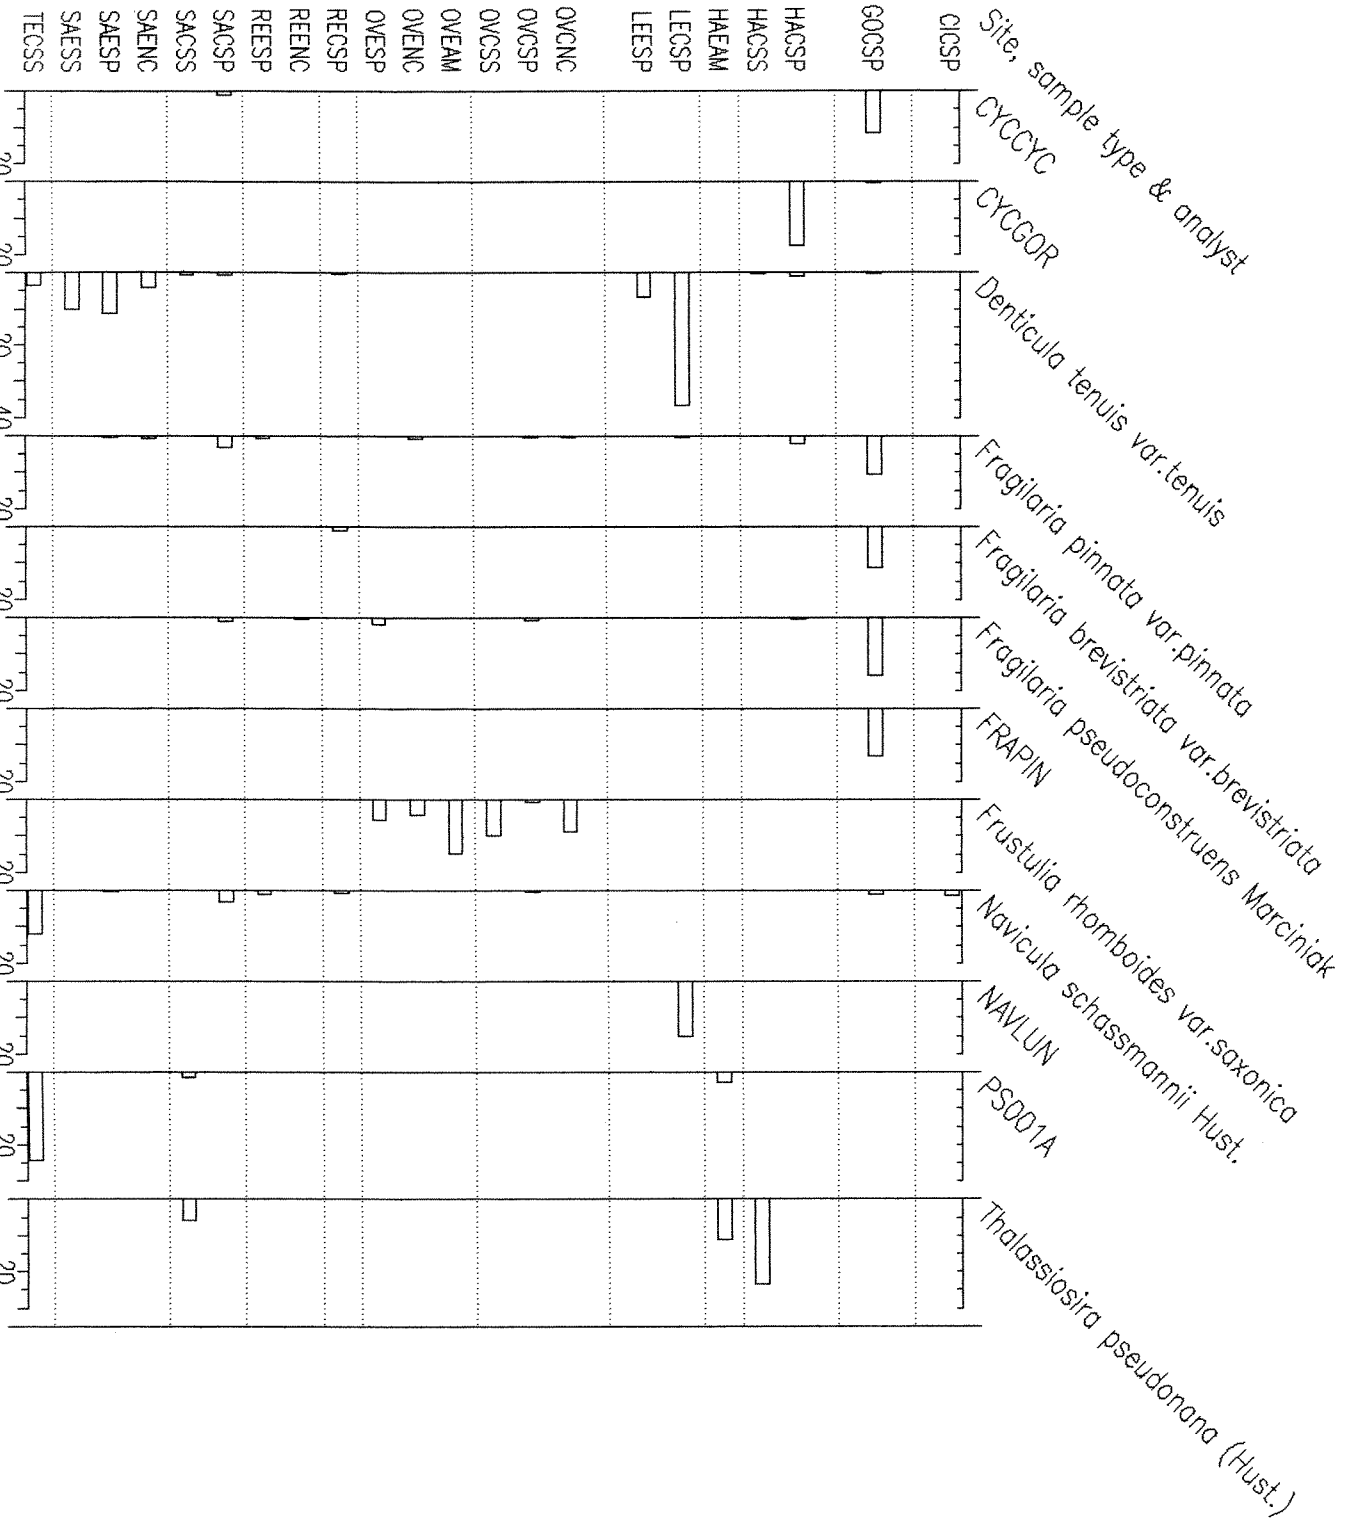 Site, sample type & analyst
CYCCYC
CYCGOR
Denticula tenuis var.tenuis
Fragilaria pinnata var.pinnata
Fragilaria brevistriata var.brevistriata
Fragilaria pseudoconstruens Marciniak
FRAPIN
Frustulia rhomboides var.saxonica
Navicula schassmannii Hust.
NAVLUN
PS001A
Thalassiosira pseudonana (Hust.)
CICSP
GOCSP
HACSP
HACSS
HAEAM
LECSP
LEESP
OVCNC
OVCSP
OVCSS
OVEAM
OVENC
OVESP
RECSP
REENC
REESP
SACSP
SACSS
SAENC
SAESP
SAESS
TECSS
20
20
20
40
20
20
20
20
20
20
20
20
20